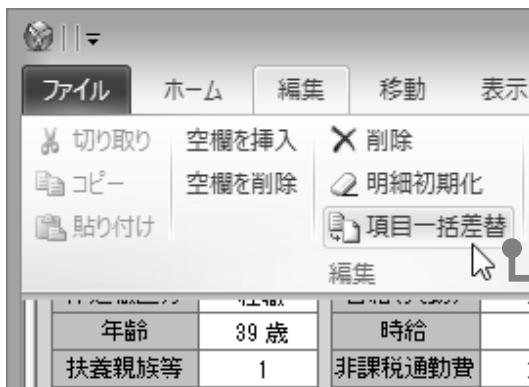 ファイル ホーム 編集 移動 表示
切り取り 空欄を挿入 削除
コピー 空欄を削除 明細初期化
貼り付け 項目一括差替
編集
年齢 39 歳 時給
扶養親族等 1 非課税通勤費